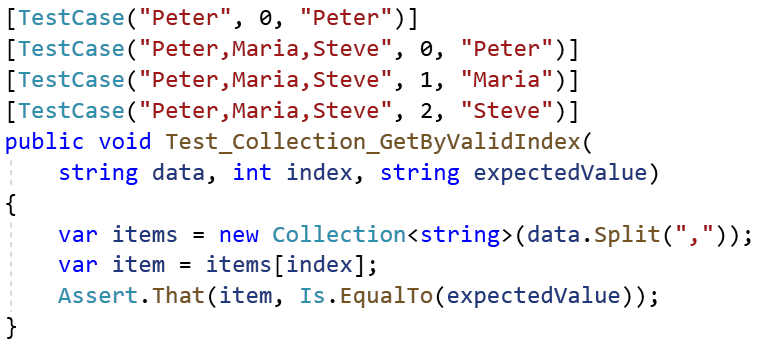 [TestCase("Peter", 0, "Peter")]
[TestCase("Peter,Maria,Steve", 0, "Peter")]
[TestCase("Peter,Maria,Steve", 1, "Maria")]
[TestCase("Peter,Maria,Steve", 2, "Steve")]
public void Test_Collection_GetByValidIndex(
    string data, int index, string expectedValue)
{
    var items = new Collection<string>(data.Split(","));
    var item = items[index];
    Assert.That(item, Is.EqualTo(expectedValue));
}